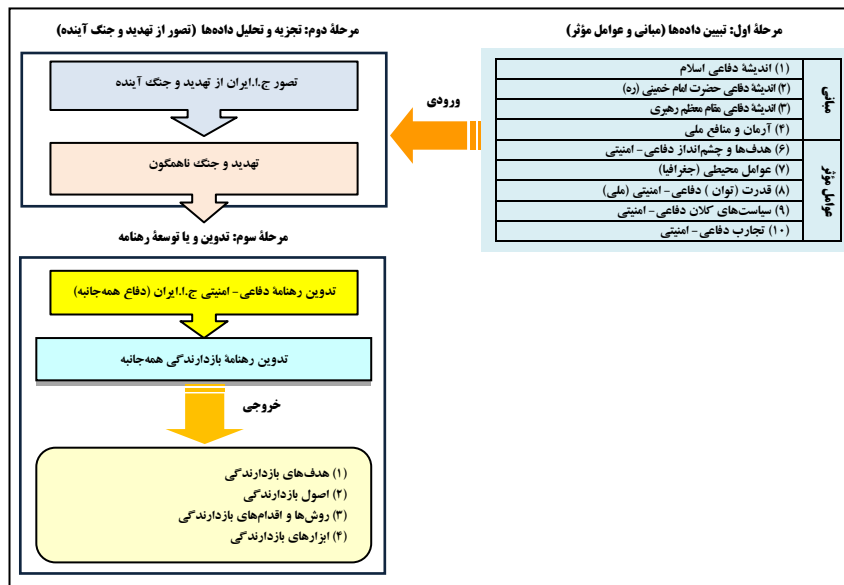 مرحلهٔ اول: تبیین داده‌ها (مبانی و عوامل مؤثر)
مبانی
(۱) اندیشهٔ دفاعی اسلام
(۲) اندیشهٔ دفاعی حضرت امام خمینی (ره)
(۳) اندیشهٔ دفاعی مقام معظم رهبری
(۴) آرمان و منافع ملی
عوامل مؤثر
(۶) هدف‌ها و چشم‌انداز دفاعی- امنیتی
(۷) عوامل محیطی (جغرافیا)
(۸) قدرت (توان ) دفاعی- امنیتی (ملی)
(۹) سیاست‌های کلان دفاعی- امنیتی
(۱۰) تجارب دفاعی- امنیتی
ورودی
مرحلهٔ دوم: تجزیه و تحلیل داده‌ها (تصور از تهدید و جنگ آینده)
تصور ج.ا.ایران از تهدید و جنگ آینده
تهدید و جنگ ناهمگون
مرحلهٔ سوم: تدوین و یا توسعهٔ رهنامه
تدوین رهنامهٔ دفاعی- امنیتی ج.ا.ایران (دفاع همه‌جانبه)
تدوین رهنامهٔ بازدارندگی همه‌جانبه
خروجی
(۱) هدف‌های بازدارندگی
(۲) اصول بازدارندگی
(۳) روش‌ها و اقدام‌های بازدارندگی
(۴) ابزارهای بازدارندگی